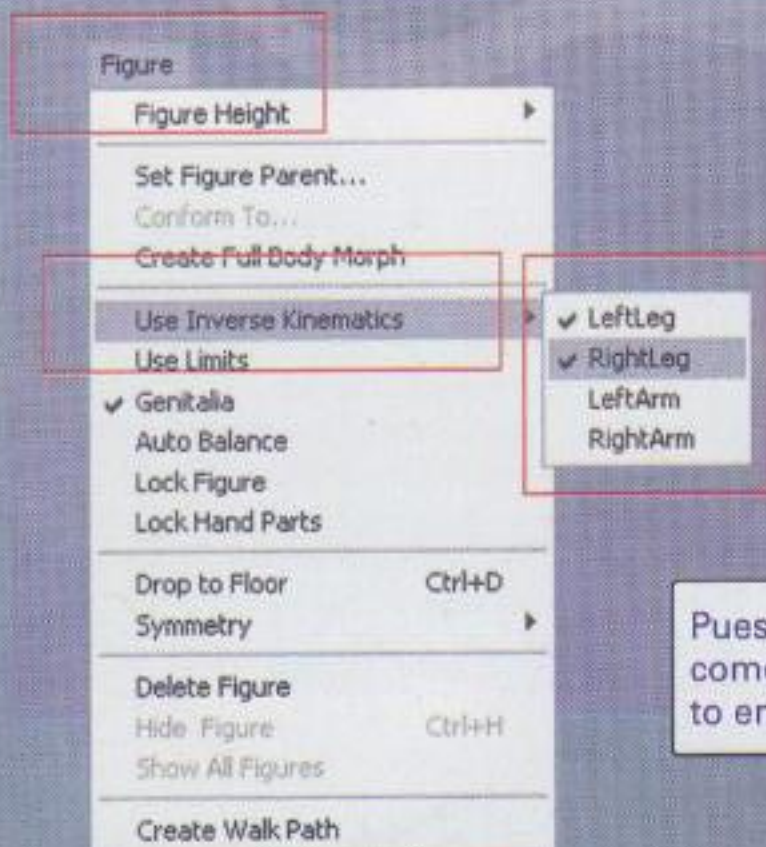 Figure
Figure Height
Set Figure Parent...
Conform To...
Create Full Body Morph
Use Inverse Kinematics
LeftLeg
RightLeg
LeftArm
RightArm
Use Limits
Genitalia
Auto Balance
Lock Figure
Lock Hand Parts
Drop to Floor Ctrl+D
Symmetry
Delete Figure
Hide Figure Ctrl+H
Show All Figures
Create Walk Path
Pues
to